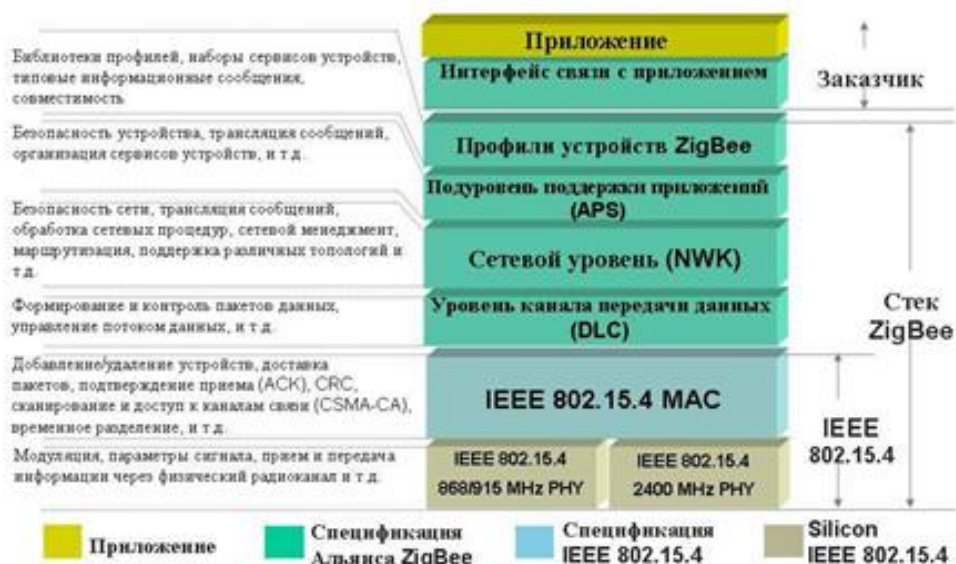 Приложение
Интерфейс связи с приложением
Заказчик
Библиотеки профилей, наборы сервисов устройств,
типовые информационные сообщения,
совместимость
Профили устройств ZigBee
Безопасность устройства, трансляция сообщений,
организация сервисов устройств, и т.д.
Подуровень поддержки приложений
(APS)
Безопасность сети, трансляция сообщений,
обработка сетевых процедур, сетевой менеджмент,
маршрутизация, поддержка различных топологий и
т.д.
Сетевой уровень (NWK)
Формирование и контроль пакетов данных,
управление потоком данных, и т.д.
Уровень канала передачи данных
(DLC)
Стек
ZigBee
Добавление/удаление устройств, доставка
пакетов, подтверждение приема (ACK), CRC,
сканирование и доступ к каналам связи (CSMA-CA),
временное разделение, и т.д.
IEEE 802.15.4 MAC
IEEE
802.15.4
Модуляция, параметры сигнала, прием и передача
информации через физический радиоканал и т.д.
IEEE 802.15.4
868/915 MHz PHY
IEEE 802.15.4
2400 MHz PHY
Приложение
Спецификация
Альянса ZigBee
Спецификация
IEEE 802.15.4
Silicon
IEEE 802.15.4